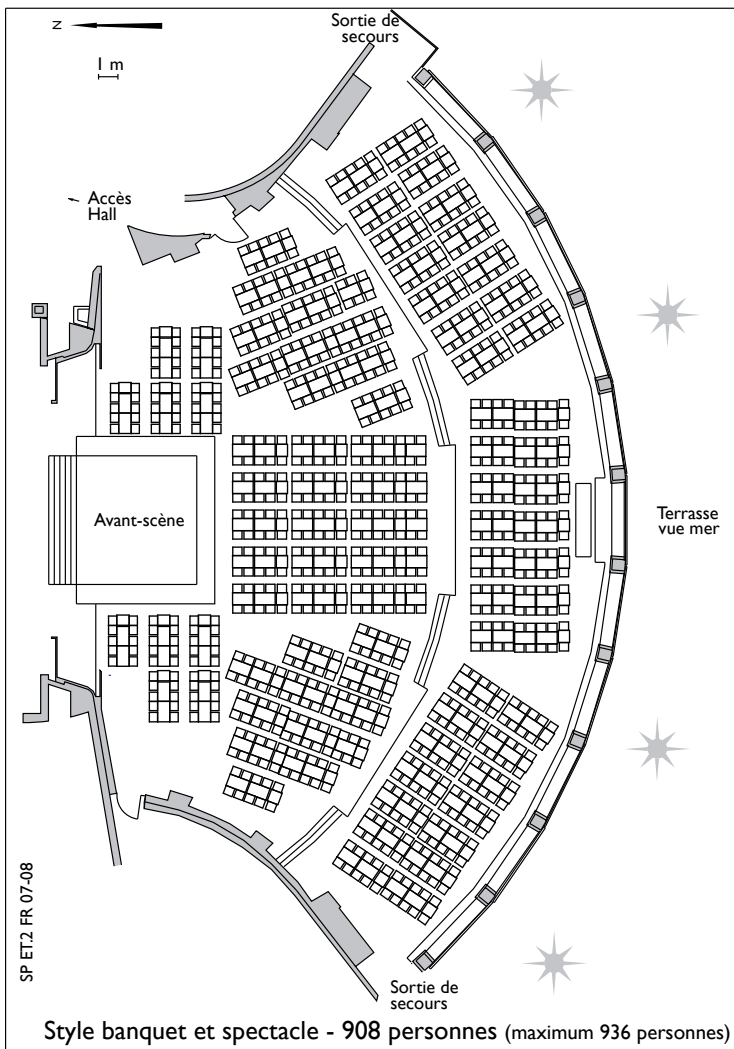 Sortie de
secours
Z
1 m
Accès
Hall
Avant-scène
Terrasse
vue mer
SP ET.2 FR 07-08
Sortie de
secours
Style banquet et spectacle - 908 personnes (maximum 936 personnes)